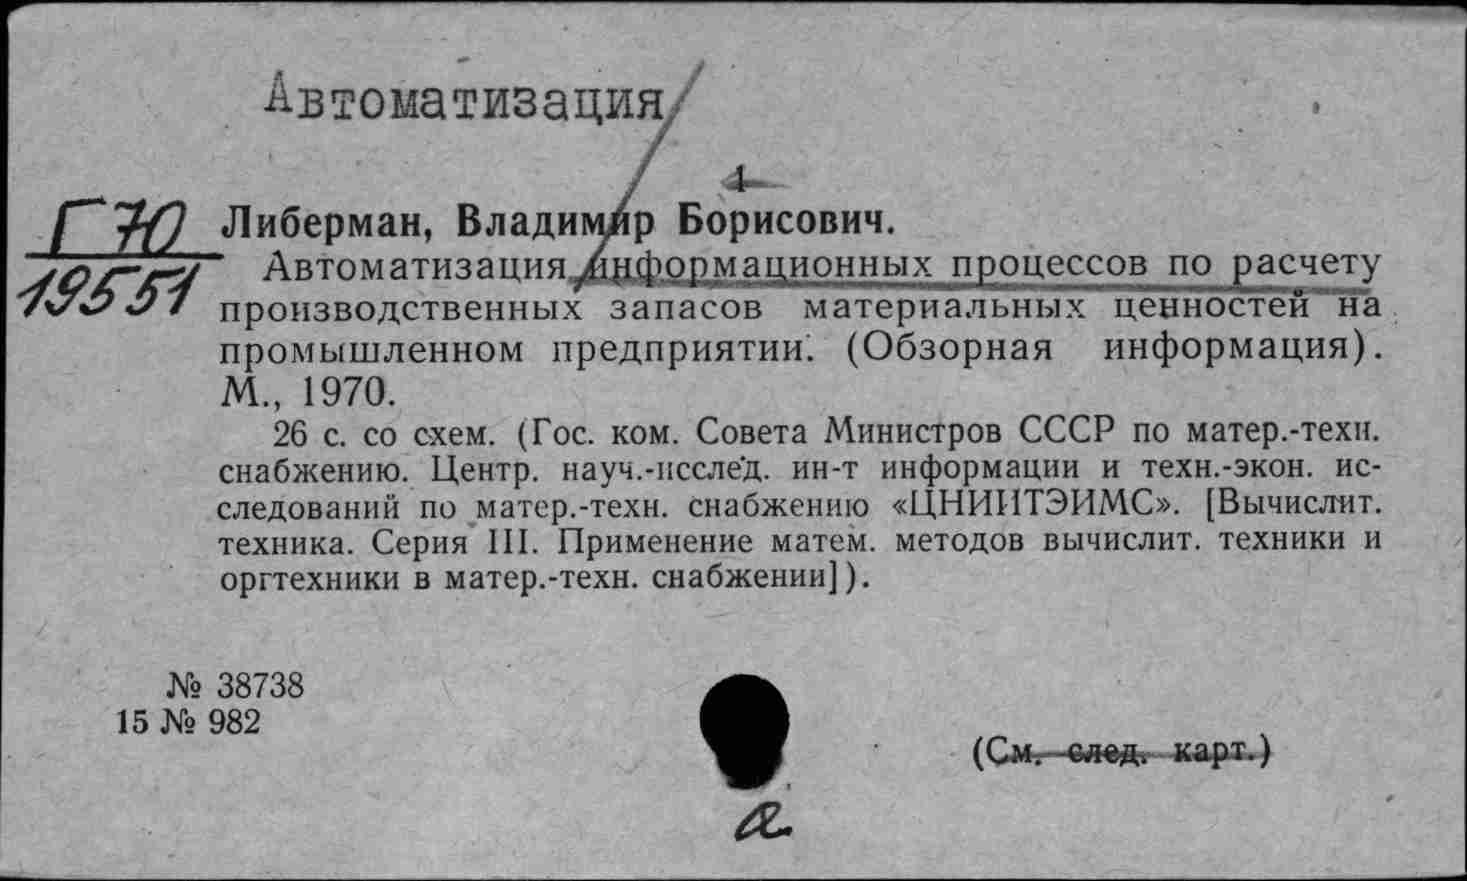 Автоматизация/
1
Г70 Либерман, Владимир Борисович.
19551 Автоматизация информационных процессов по расчету
производственных запасов материальных ценностей на
промышленном предприятии. (Обзорная информация).
М., 1970.
26 с. со схем. (Гос. ком. Совета Министров СССР по матер.-техн.
снабжению. Центр. науч.-исслед. ин-т информации и техн.-экон. ис-
следований по матер.-техн. снабжению «ЦНИИТЭИМС». [Вычислит.
техника. Серия III. Применение матем. методов вычислит. техники и
оргтехники в матер.-техн. снабжении]).
№ 38738
15 № 982
(См. след. карт.)
а.